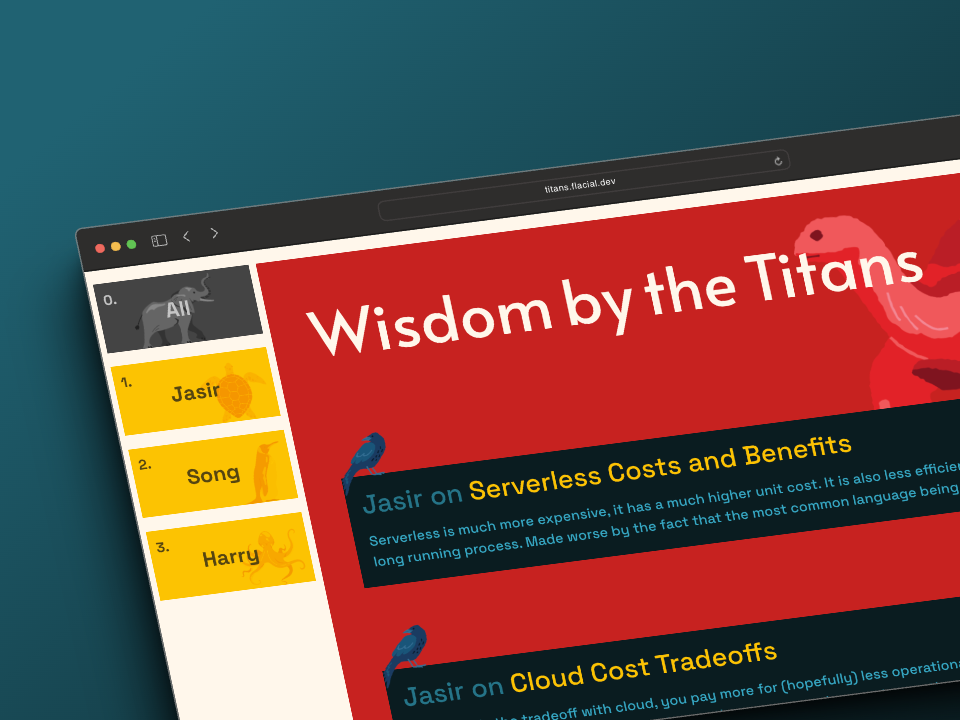 titans.flacial.dev
0.
All
1.
Jasir
2.
Song
3.
Harry
Wisdom by the Titans
Jasir on Serverless Costs and Benefits
Serverless is much more expensive, it has a much higher unit cost. It is also less
long running process. Made worse by the fact that the most common language being
Jasir on Cloud Cost Tradeoffs
the tradeoff with cloud, you pay more for (hopefully) less